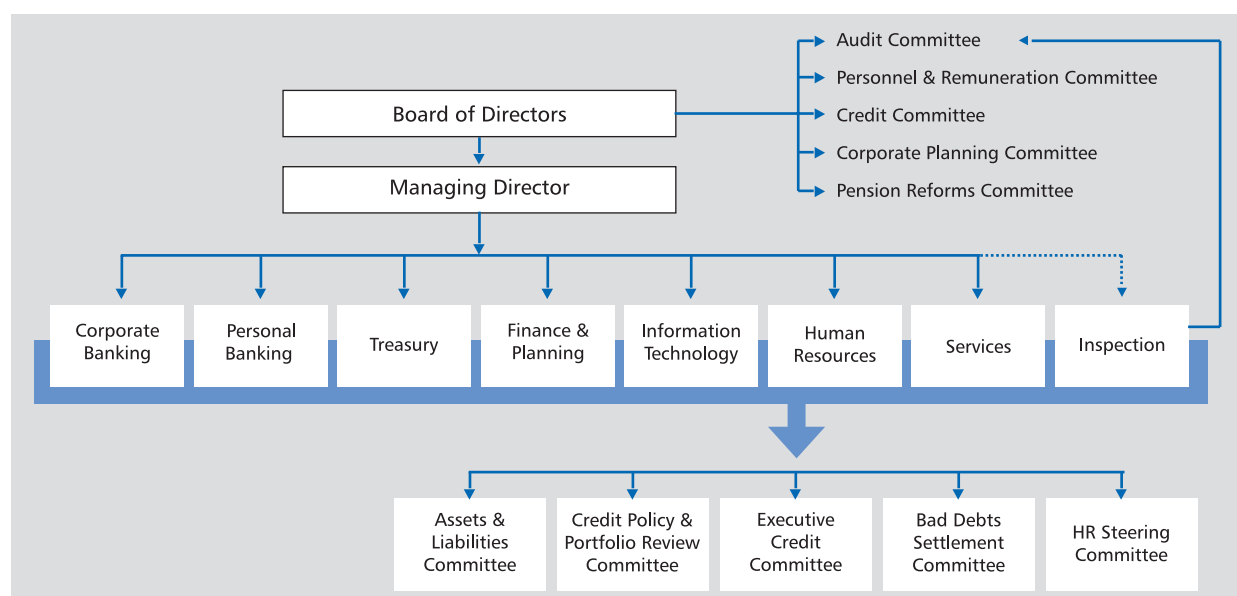 Audit Committee
Personnel & Remuneration Committee
Board of Directors
Credit Committee
Corporate Planning Committee
Managing Director
Pension Reforms Committee
Corporate
Banking
Personal
Banking
Treasury
Finance &
Planning
Information
Technology
Human
Resources
Services
Inspection
Assets &
Liabilities
Committee
Credit Policy &
Portfolio Review
Committee
Executive
Credit
Committee
Bad Debts
Settlement
Committee
HR Steering
Committee